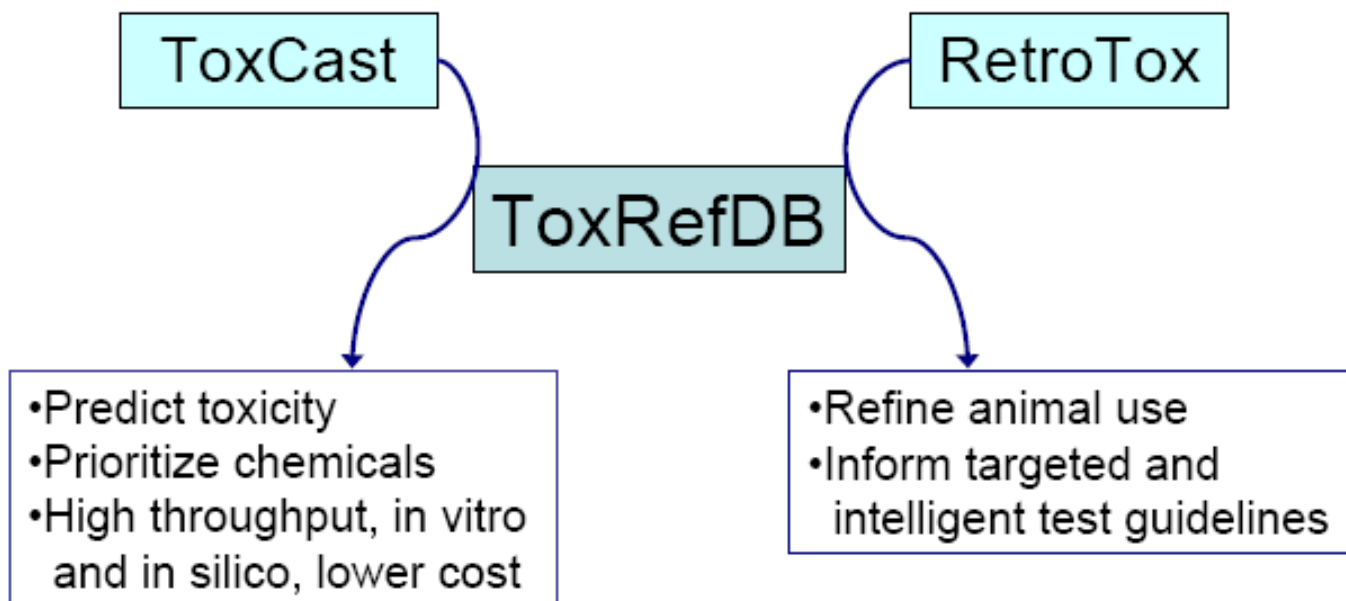 ToxCast
RetroTox
ToxRefDB
•Predict toxicity
•Prioritize chemicals
•High throughput, in vitro
and in silico, lower cost
•Refine animal use
•Inform targeted and
intelligent test guidelines